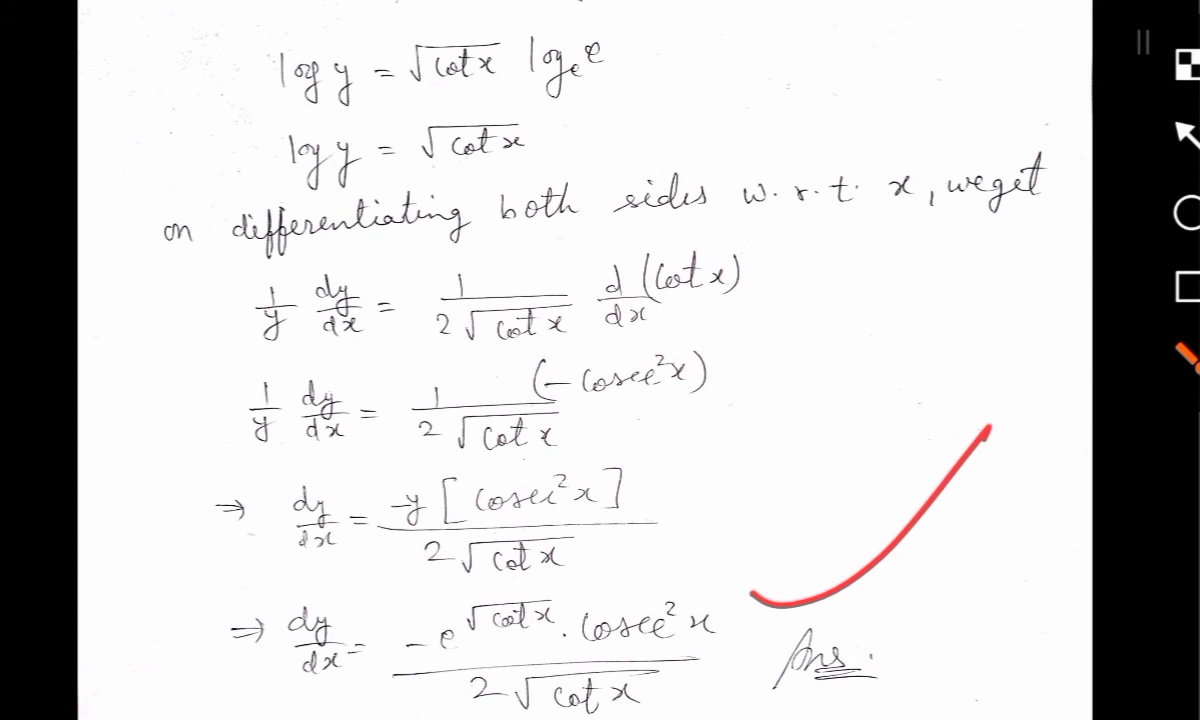 log y = √cot x log_e e
log y = √cot x
on differentiating both sides w.r.t. x, we get
1/y dy/dx = 1/(2√cot x) d/dx (cot x)
1/y dy/dx = 1/(2√cot x) (- cosec²x)
⇒ dy/dx = -y [cosec²x]/(2√cot x)
⇒ dy/dx = -e^√cot x . cosec²x/(2√cot x) Ans.